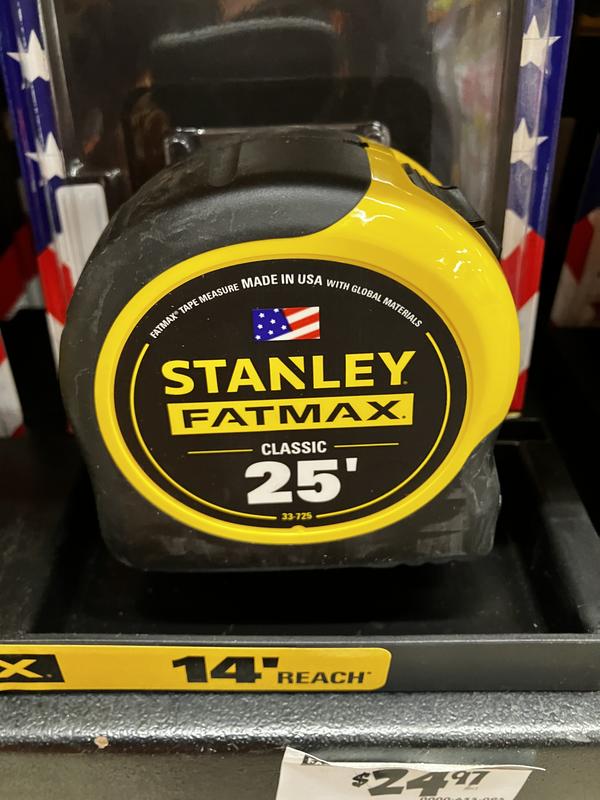 FATMAX® TAPE MEASURE MADE IN USA WITH GLOBAL MATERIALS
STANLEY®
FATMAX®
CLASSIC
25'
33-725
X®
14' REACH*
$24 97